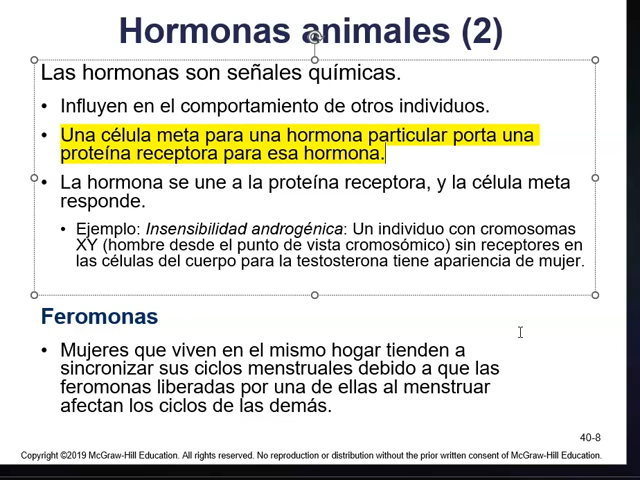 Hormonas animales (2)
Las hormonas son señales químicas.
• Influyen en el comportamiento de otros individuos.
• Una célula meta para una hormona particular porta una
proteína receptora para esa hormona.
• La hormona se une a la proteína receptora, y la célula meta
responde.
• Ejemplo: Insensibilidad androgénica: Un individuo con cromosomas
XY (hombre desde el punto de vista cromosómico) sin receptores en
las células del cuerpo para la testosterona tiene apariencia de mujer.
Feromonas
• Mujeres que viven en el mismo hogar tienden a
sincronizar sus ciclos menstruales debido a que las
feromonas liberadas por una de ellas al menstruar
afectan los ciclos de las demás.
40-8
Copyright ©2019 McGraw-Hill Education. All rights reserved. No reproduction or distribution without the prior written consent of McGraw-Hill Education.